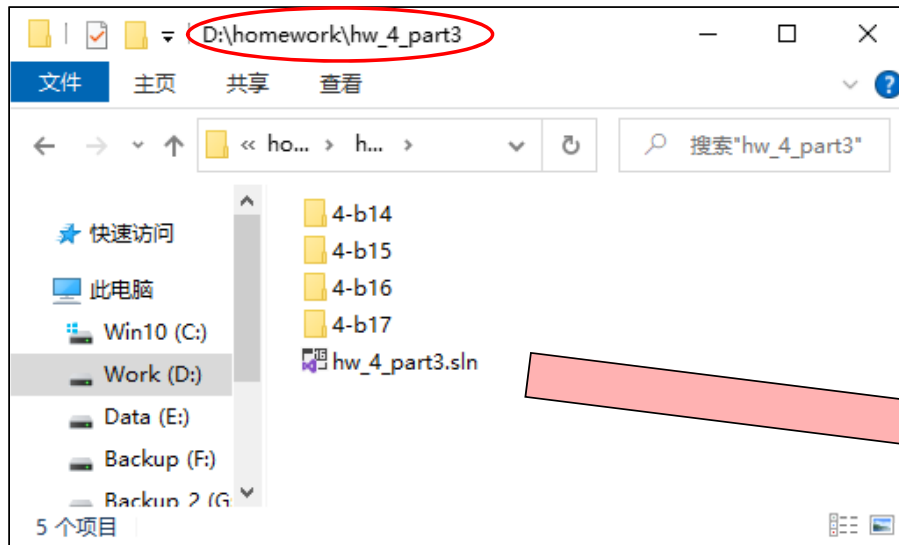 D:\homework\hw_4_part3
文件 主页 共享 查看
« ho... › h... › 搜索"hw_4_part3"
快速访问
此电脑
Win10 (C:)
Work (D:)
Data (E:)
Backup (F:)
Backup_2 (G
4-b14
4-b15
4-b16
4-b17
hw_4_part3.sln
5 个项目